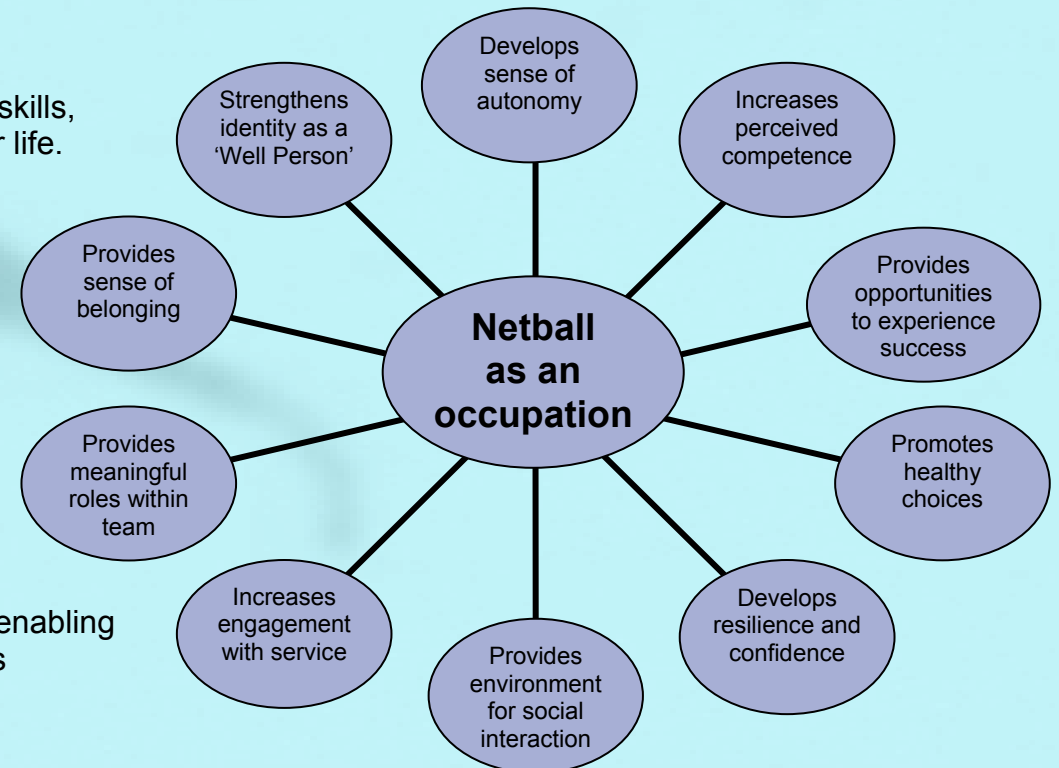 skills,
r life.
enabling
s
Netball
as an
occupation
Develops
sense of
autonomy
Increases
perceived
competence
Provides
opportunities
to experience
success
Promotes
healthy
choices
Develops
resilience and
confidence
Provides
environment
for social
interaction
Increases
engagement
with service
Provides
meaningful
roles within
team
Provides
sense of
belonging
Strengthens
identity as a
‘Well Person’